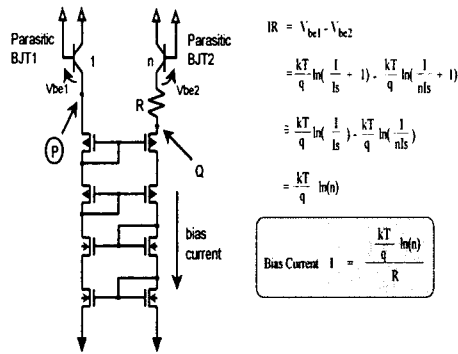 Parasitic
BJT1
1
Vbe1
P
Parasitic
BJT2
n
Vbe2
R
Q
bias
current
IR = Vbe1 - Vbe2
= kT/q ln( I/Is + 1) - kT/q ln( I/nIs + 1)
≅ kT/q ln( I/Is ) - kT/q ln( I/nIs )
= kT/q ln(n)
Bias Current I = kT/q ln(n) / R